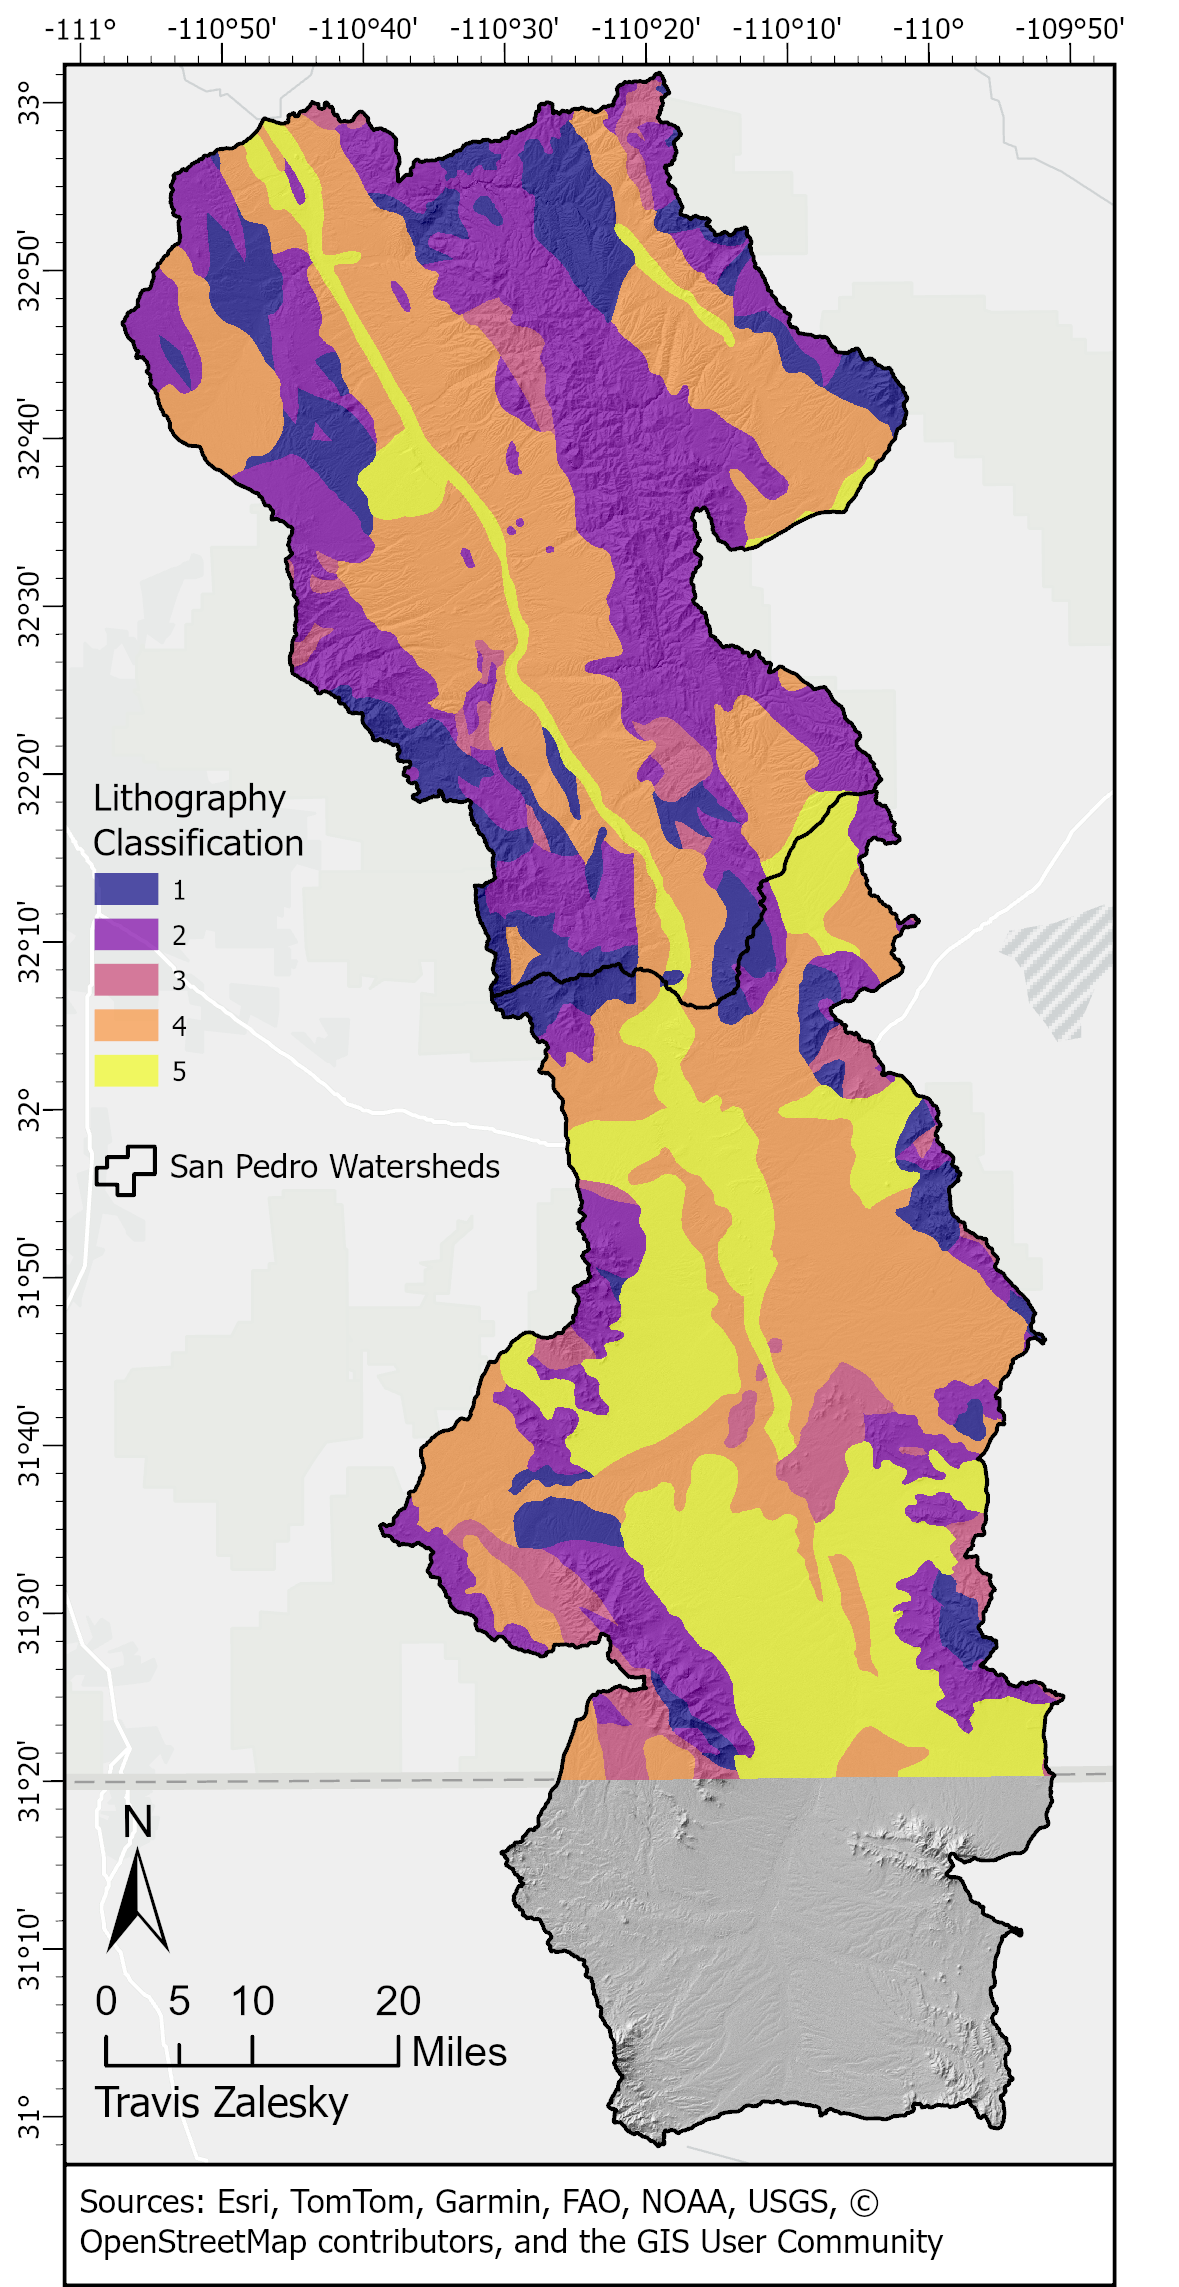 -111° -110°50' -110°40' -110°30' -110°20' -110°10' -110° -109°50'
33°
32°50'
32°40'
32°30'
32°20'
32°10'
32°
31°50'
31°40'
31°30'
31°20'
31°10'
31°
Lithography
Classification
1
2
3
4
5
San Pedro Watersheds
N
0 5 10 20
Miles
Travis Zalesky
Sources: Esri, TomTom, Garmin, FAO, NOAA, USGS, ©
OpenStreetMap contributors, and the GIS User Community